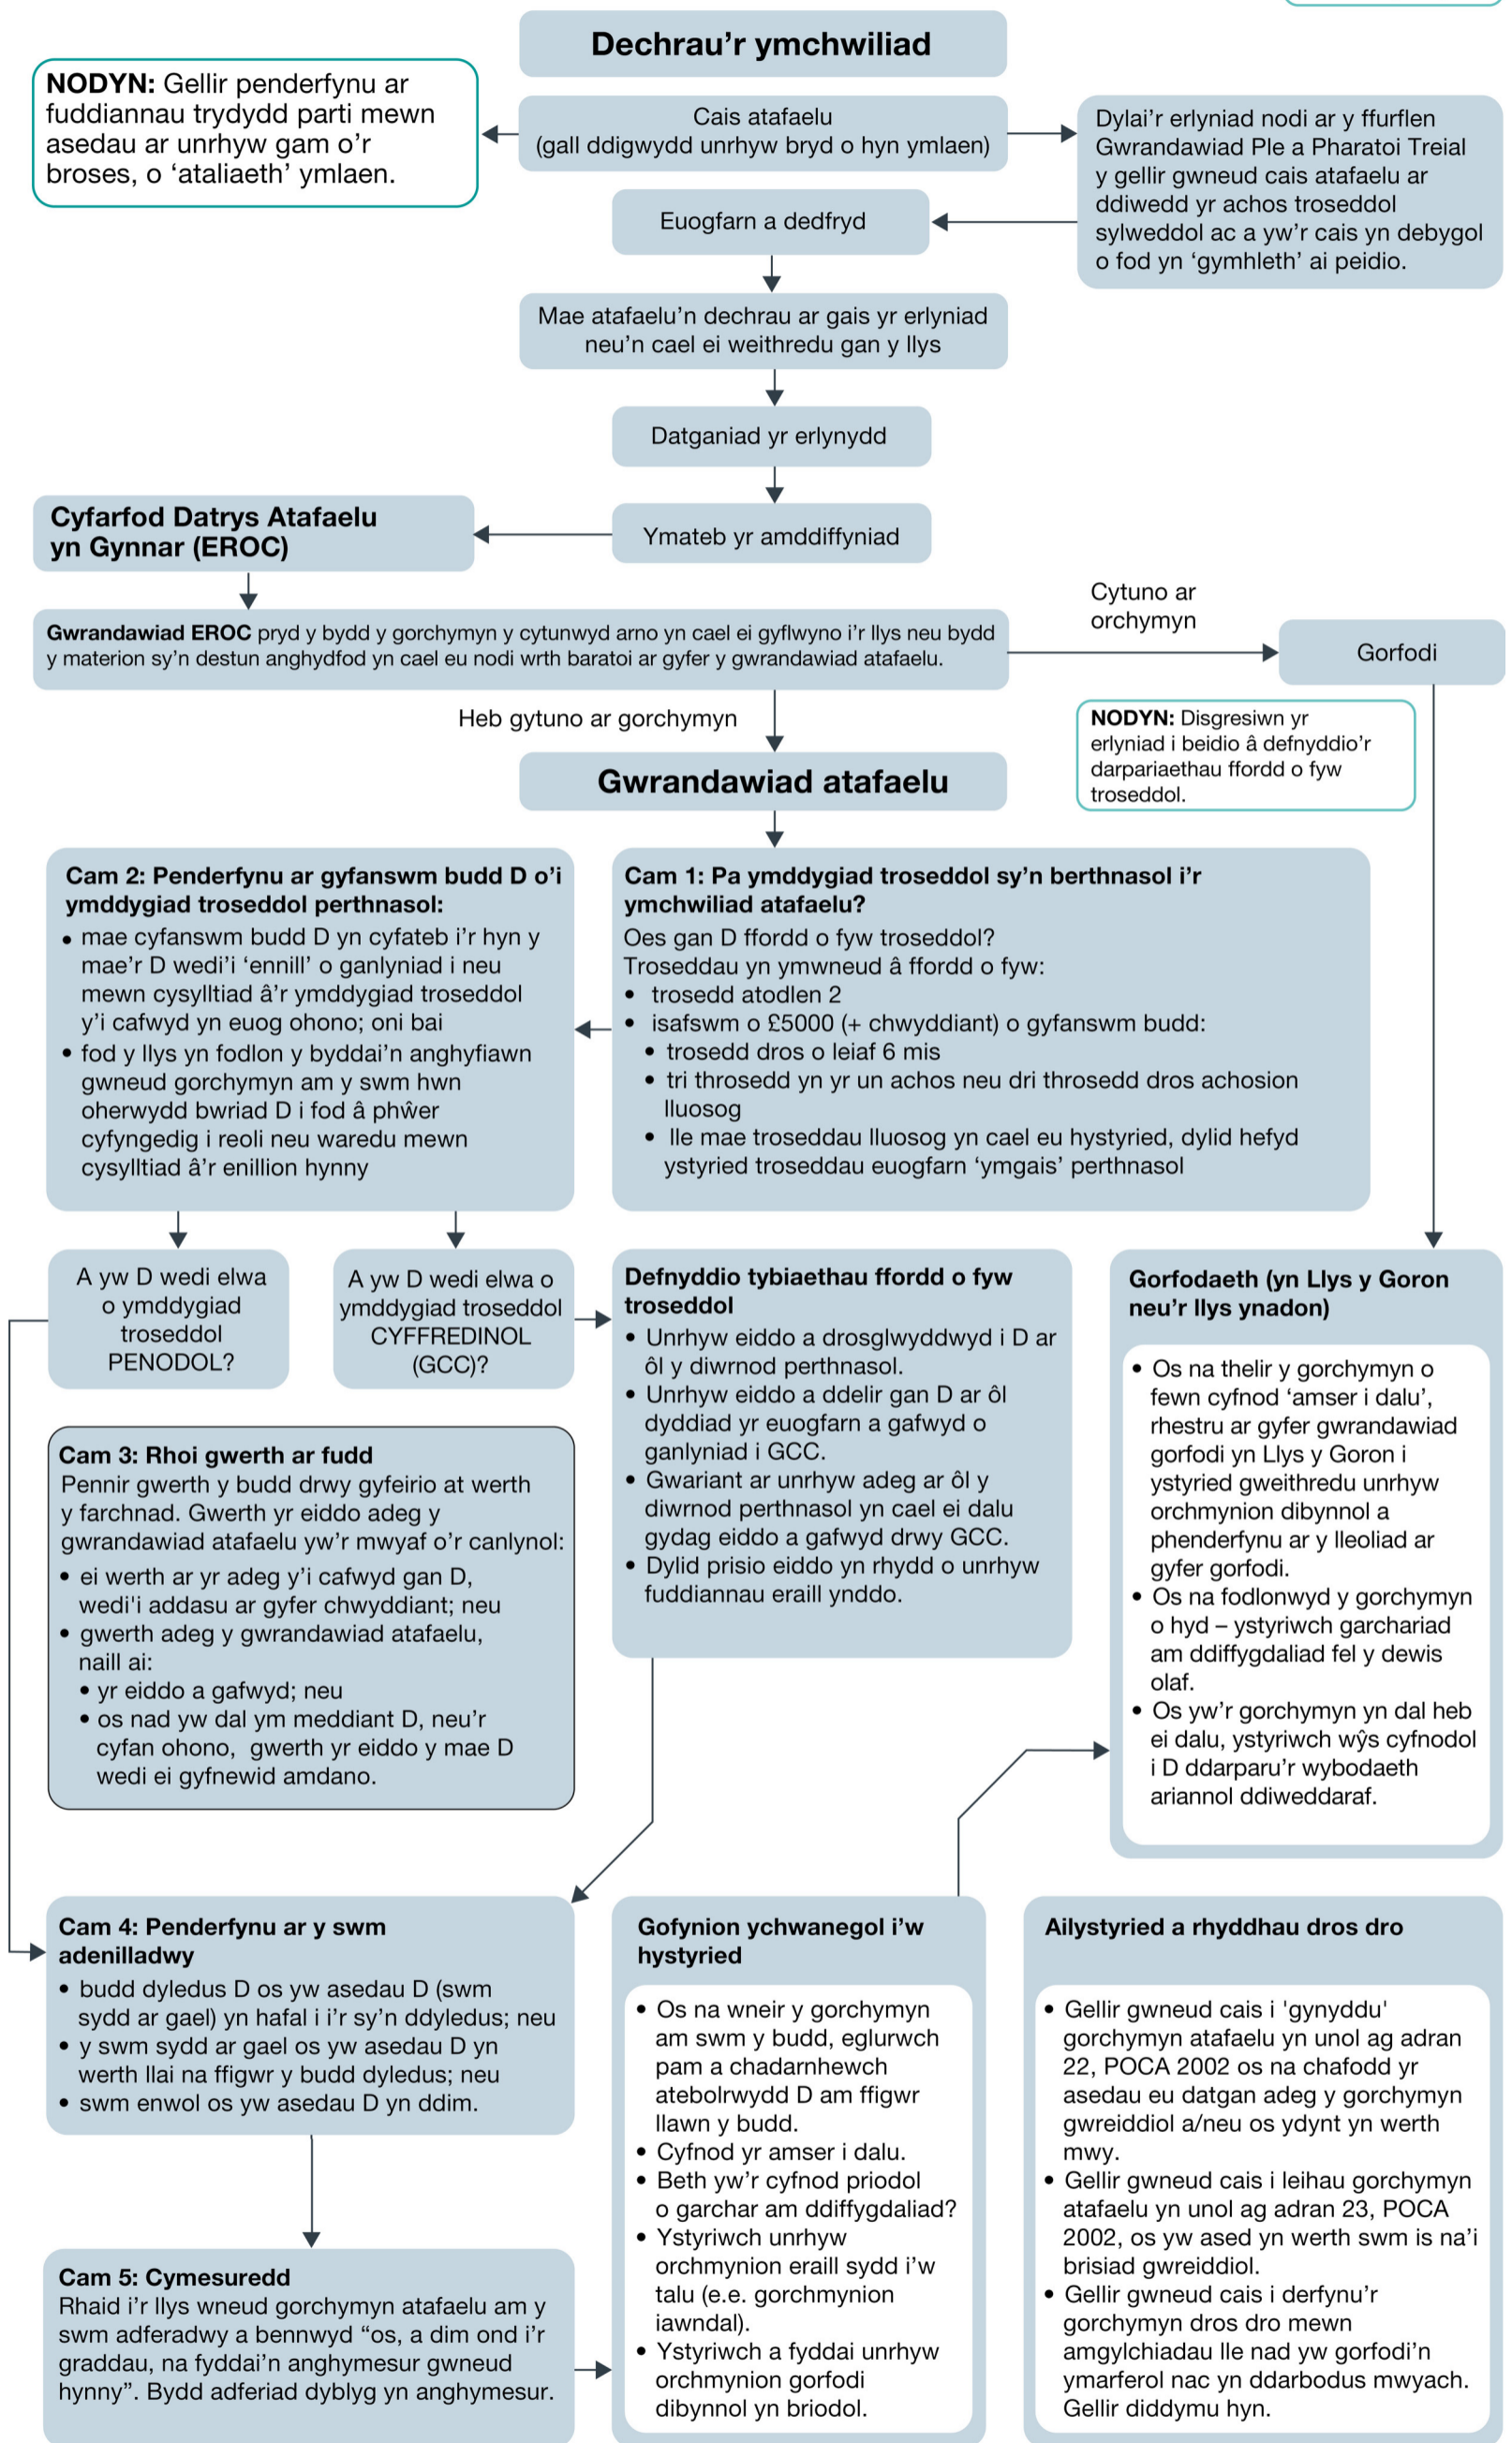 Dechrau’r ymchwiliad
NODYN: Gellir penderfynu ar
fuddiannau trydydd parti mewn
asedau ar unrhyw gam o’r
broses, o ‘ataliaeth’ ymlaen.
Cais atafaelu
(gall ddigwydd unrhyw bryd o hyn ymlaen)
Dylai’r erlyniad nodi ar y ffurflen
Gwrandawiad Ple a Pharatoi Treial
y gellir gwneud cais atafaelu ar
ddiwedd yr achos troseddol
sylweddol ac a yw’r cais yn debygol
o fod yn ‘gymhleth’ ai peidio.
Euogfarn a dedfryd
Mae atafaelu’n dechrau ar gais yr erlyniad
neu’n cael ei weithredu gan y llys
Datganiad yr erlynydd
Ymateb yr amddiffyniad
Cyfarfod Datrys Atafaelu
yn Gynnar (EROC)
Gwrandawiad EROC pryd y bydd y gorchymyn y cytunwyd arno yn cael ei gyflwyno i’r llys neu bydd
y materion sy’n destun anghydfod yn cael eu nodi wrth baratoi ar gyfer y gwrandawiad atafaelu.
Cytuno ar
orchymyn
Gorfodi
Heb gytuno ar gorchymyn
NODYN: Disgresiwn yr
erlyniad i beidio â defnyddio’r
darpariaethau ffordd o fyw
troseddol.
Gwrandawiad atafaelu
Cam 1: Pa ymddygiad troseddol sy’n berthnasol i’r
ymchwiliad atafaelu?
Oes gan D ffordd o fyw troseddol?
Troseddau yn ymwneud â ffordd o fyw:
• trosedd atodlen 2
• isafswm o £5000 (+ chwyddiant) o gyfanswm budd:
• trosedd dros o leiaf 6 mis
• tri throsedd yn yr un achos neu dri throsedd dros achosion
lluosog
• lle mae troseddau lluosog yn cael eu hystyried, dylid hefyd
ystyried troseddau euogfarn ‘ymgais’ perthnasol
Cam 2: Penderfynu ar gyfanswm budd D o’i
ymddygiad troseddol perthnasol:
• mae cyfanswm budd D yn cyfateb i’r hyn y
mae’r D wedi’i ‘ennill’ o ganlyniad i neu
mewn cysylltiad â’r ymddygiad troseddol
y’i cafwyd yn euog ohono; oni bai
• fod y llys yn fodlon y byddai’n anghyfiawn
gwneud gorchymyn am y swm hwn
oherwydd bwriad D i fod â phŵer
cyfyngedig i reoli neu waredu mewn
cysylltiad â’r enillion hynny
A yw D wedi elwa
o ymddygiad
troseddol
PENODOL?
A yw D wedi elwa o
ymddygiad troseddol
CYFFREDINOL
(GCC)?
Defnyddio tybiaethau ffordd o fyw
troseddol
• Unrhyw eiddo a drosglwyddwyd i D ar
ôl y diwrnod perthnasol.
• Unrhyw eiddo a ddelir gan D ar ôl
dyddiad yr euogfarn a gafwyd o
ganlyniad i GCC.
• Gwariant ar unrhyw adeg ar ôl y
diwrnod perthnasol yn cael ei dalu
gydag eiddo a gafwyd drwy GCC.
• Dylid prisio eiddo yn rhydd o unrhyw
fuddiannau eraill ynddo.
Gorfodaeth (yn Llys y Goron
neu’r llys ynadon)
• Os na thelir y gorchymyn o
fewn cyfnod ‘amser i dalu’,
rhestru ar gyfer gwrandawiad
gorfodi yn Llys y Goron i
ystyried gweithredu unrhyw
orchmynion dibynnol a
phenderfynu ar y lleoliad ar
gyfer gorfodi.
• Os na fodlonwyd y gorchymyn
o hyd – ystyriwch garchariad
am ddiffygdaliad fel y dewis
olaf.
• Os yw’r gorchymyn yn dal heb
ei dalu, ystyriwch wŷs cyfnodol
i D ddarparu’r wybodaeth
ariannol ddiweddaraf.
Cam 3: Rhoi gwerth ar fudd
Pennir gwerth y budd drwy gyfeirio at werth
y farchnad. Gwerth yr eiddo adeg y
gwrandawiad atafaelu yw’r mwyaf o’r canlynol:
• ei werth ar yr adeg y’i cafwyd gan D,
wedi'i addasu ar gyfer chwyddiant; neu
• gwerth adeg y gwrandawiad atafaelu,
naill ai:
• yr eiddo a gafwyd; neu
• os nad yw dal ym meddiant D, neu’r
cyfan ohono, gwerth yr eiddo y mae D
wedi ei gyfnewid amdano.
Cam 4: Penderfynu ar y swm
adenilladwy
• budd dyledus D os yw asedau D (swm
sydd ar gael) yn hafal i i’r sy’n ddyledus; neu
• y swm sydd ar gael os yw asedau D yn
werth llai na ffigwr y budd dyledus; neu
• swm enwol os yw asedau D yn ddim.
Cam 5: Cymesuredd
Rhaid i’r llys wneud gorchymyn atafaelu am y
swm adferadwy a bennwyd “os, a dim ond i’r
graddau, na fyddai’n anghymesur gwneud
hynny”. Bydd adferiad dyblyg yn anghymesur.
Gofynion ychwanegol i’w
hystyried
• Os na wneir y gorchymyn
am swm y budd, eglurwch
pam a chadarnhewch
atebolrwydd D am ffigwr
llawn y budd.
• Cyfnod yr amser i dalu.
• Beth yw’r cyfnod priodol
o garchar am ddiffygdaliad?
• Ystyriwch unrhyw
orchmynion eraill sydd i’w
talu (e.e. gorchmynion
iawndal).
• Ystyriwch a fyddai unrhyw
orchmynion gorfodi
dibynnol yn briodol.
Ailystyried a rhyddhau dros dro
• Gellir gwneud cais i 'gynyddu'
gorchymyn atafaelu yn unol ag adran
22, POCA 2002 os na chafodd yr
asedau eu datgan adeg y gorchymyn
gwreiddiol a/neu os ydynt yn werth
mwy.
• Gellir gwneud cais i leihau gorchymyn
atafaelu yn unol ag adran 23, POCA
2002, os yw ased yn werth swm is na’i
brisiad gwreiddiol.
• Gellir gwneud cais i derfynu’r
gorchymyn dros dro mewn
amgylchiadau lle nad yw gorfodi’n
ymarferol nac yn ddarbodus mwyach.
Gellir diddymu hyn.